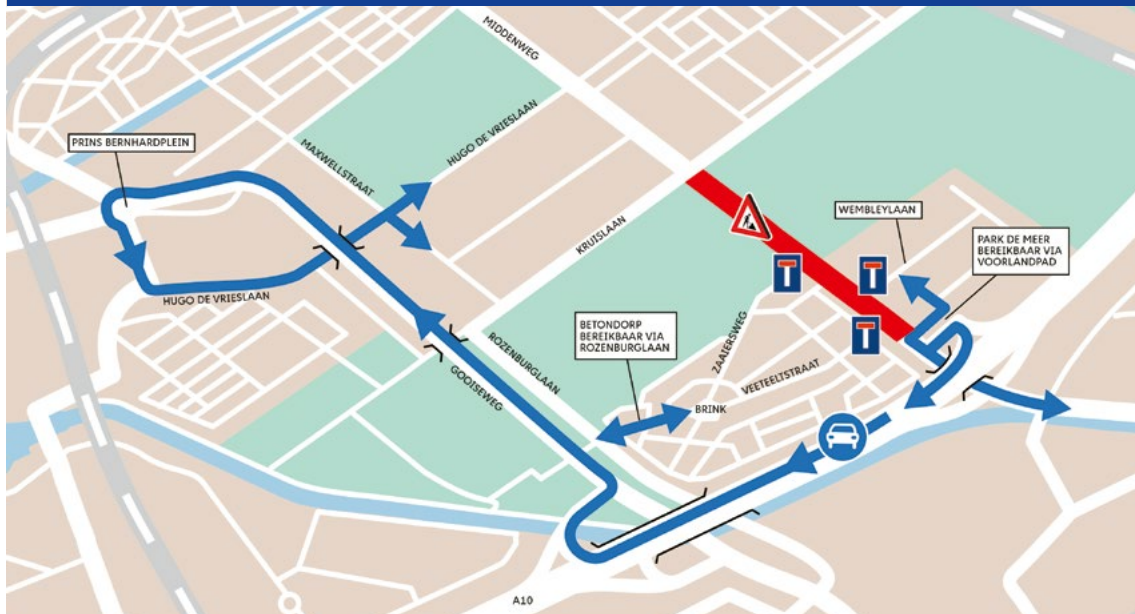 MIDDENWEG
PRINS BERNHARDPLEIN
MAXWELLSTRAAT
HUGO DE VRIESLAAN
KRUISLAAN
WEMBLEYLAAN
PARK DE MEER
BEREIKBAAR VIA
VOORLANDPAD
HUGO DE VRIESLAAN
ROZENBURGLAAN
GOOISEWEG
BETONDORP
BEREIKBAAR VIA
ROZENBURGLAAN
ZAAIERSWEG
VEETEELTSTRAAT
BRINK
A10